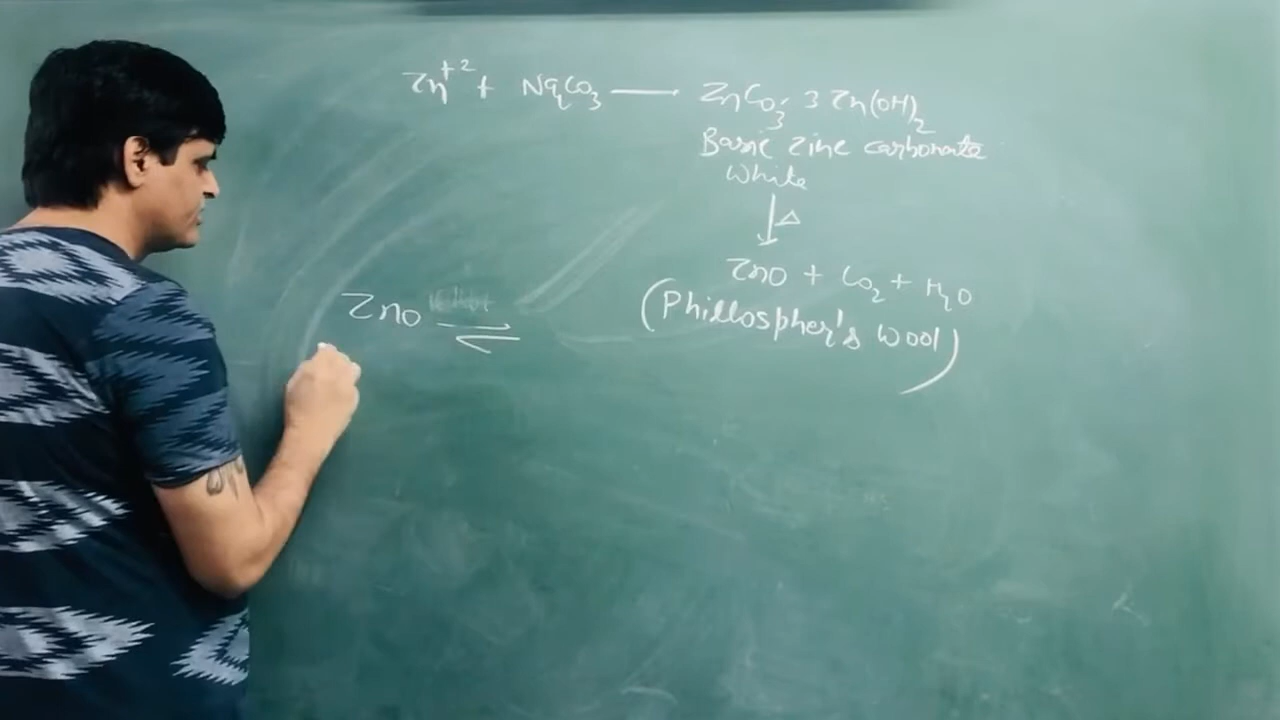 Zn⁺² + Na₂CO₃ ⟶ ZnCO₃·3Zn(OH)₂
Basic zinc carbonate
White
↓ Δ
ZnO + CO₂ + H₂O
(Phillospher's wool)
ZnO ⇌